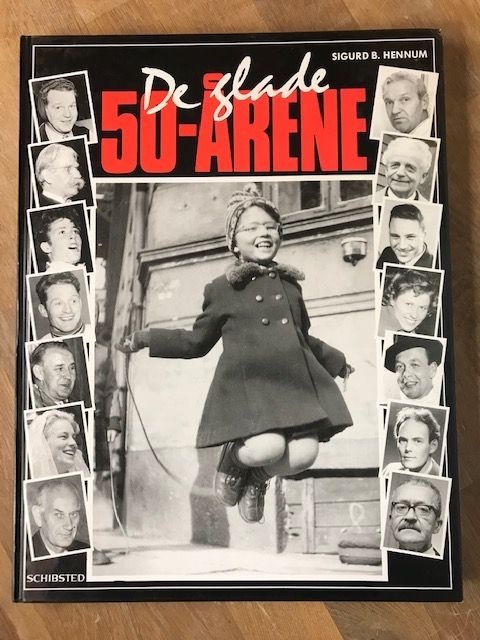 SIGURD B. HENNUM
De glade
50-ÅRENE
SCHIBSTED